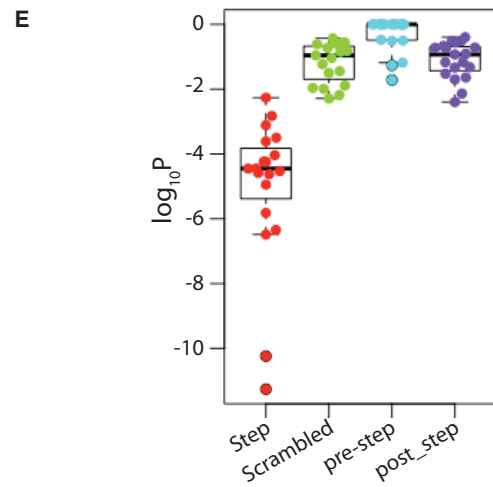 E
log10P
0
-2
-4
-6
-8
-10
Step
Scrambled
pre-step
post_step